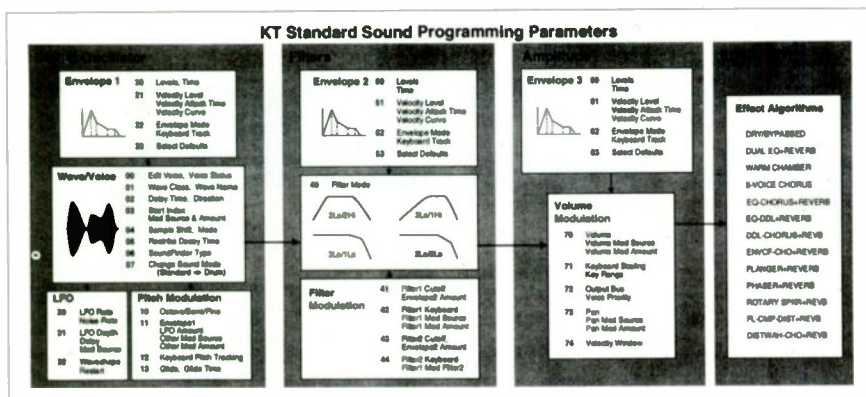 KT Standard Sound Programming Parameters
Oscillator
Envelope 1
20 Levels, Time
21 Velocity Level
Velocity Attack Time
Velocity Curve
22 Envelope Mode
Keyboard Track
23 Select Defaults
Wave/Voice
00 Edit Voice, Voice Status
01 Wave Class, Wave Name
02 Delay Time, Direction
03 Start Index
Mod Source & Amount
04 Sample Shift, Mode
05 Restrike Decay Time
06 SoundFinder Type
07 Change Sound Mode
(Standard <> Drum)
LFO
30 LFO Rate
Noise Rate
31 LFO Depth
Delay
Mod Source
32 Waveshape
Restart
Pitch Modulation
10 Octave/Semi/Fine
11 Envelope1
LFO Amount
Other Mod Source
Other Mod Amount
12 Keyboard Pitch Tracking
13 Glide, Glide Time
Filters
Envelope 2
Levels
Time
51 Velocity Level
Velocity Attack Time
Velocity Curve
52 Envelope Mode
Keyboard Track
53 Select Defaults
40 Filter Mode
2Lo/2Hi
3Lo/1Hi
2Lo/2Lo
Filter
Modulation
41 Filter1 Cutoff
Envelope2 Amount
42 Filter1 Keyboard
Filter1 Mod Source
Filter1 Mod Amount
43 Filter2 Cutoff
Envelope2 Amount
44 Filter2 Keyboard
Filter1 Mod Filter2
Envelope 3
Levels
Time
61 Velocity Level
Velocity Attack Time
Velocity Curve
62 Envelope Mode
Keyboard Track
63 Select Defaults
Volume
Modulation
70 Volume
Volume Mod Source
Volume Mod Amount
71 Keyboard Scaling
Key Range
72 Output Bus
Voice Priority
73 Pan
Pan Mod Source
Pan Mod Amount
74 Velocity Window
Effect Algorithms
DRY/BYPASSED
DUAL EQ+REVERB
WARM CHAMBER
8-VOICE CHORUS
EQ-CHORUS+REVERB
EQ-DDL+REVERB
DDL-CHORUS+REVB
ENVCF-CHO+REVERB
FLANGER+REVERB
PHASER+REVERB
ROTARY SPKR+REVB
FL-CMP-DIST+REVB
DISTWAH-CHO+REVB